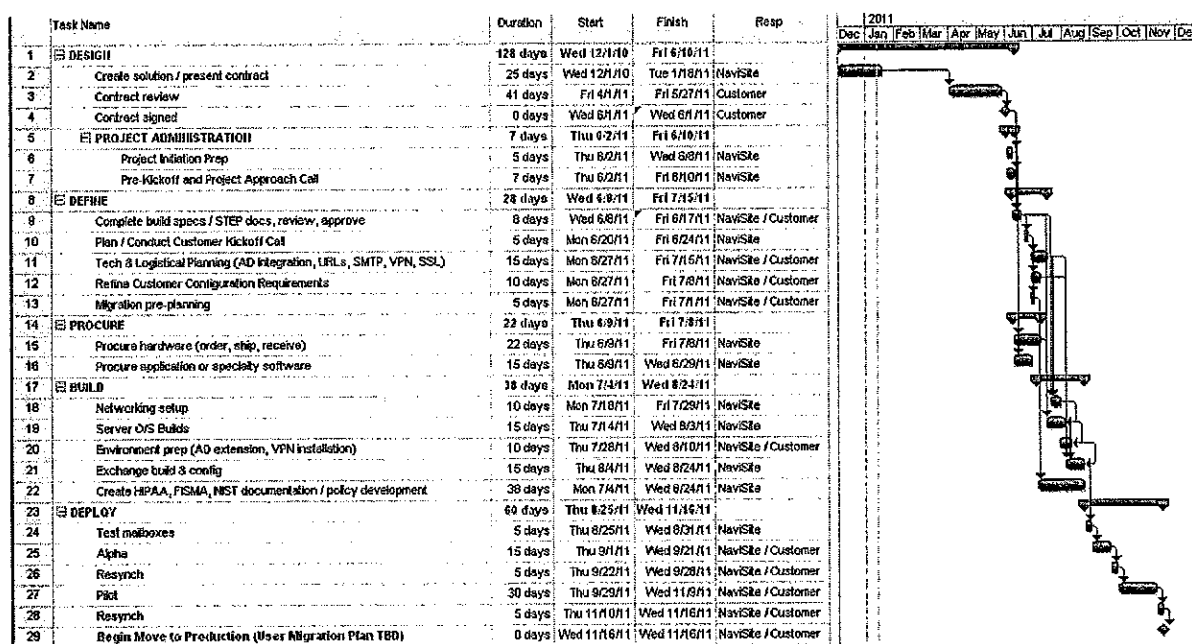 Task Name Duration Start Finish Resp 2011
Dec Jan Feb Mar Apr May Jun Jul Aug Sep Oct Nov De
1 DESIGN 128 days Wed 12/1/10 Fri 6/10/11
2 Create solution / present contract 25 days Wed 12/1/10 Tue 1/18/11 NaviSite
3 Contract review 41 days Fri 4/1/11 Fri 5/27/11 Customer
4 Contract signed 0 days Wed 6/1/11 Wed 6/1/11 Customer
5 PROJECT ADMINISTRATION 7 days Thu 6/2/11 Fri 6/10/11
6 Project Initiation Prep 5 days Thu 6/2/11 Wed 6/8/11 NaviSite
7 Pre-Kickoff and Project Approach Call 7 days Thu 6/2/11 Fri 6/10/11 NaviSite
8 DEFINE 28 days Wed 6/8/11 Fri 7/15/11
9 Complete build specs / STEP docs, review, approve 8 days Wed 6/8/11 Fri 6/17/11 NaviSite / Customer
10 Plan / Conduct Customer Kickoff Call 5 days Mon 6/20/11 Fri 6/24/11 NaviSite
11 Tech & Logistical Planning (AD Integration, URLs, SMTP, VPN, SSL) 15 days Mon 6/27/11 Fri 7/15/11 NaviSite / Customer
12 Refine Customer Configuration Requirements 10 days Mon 6/27/11 Fri 7/8/11 NaviSite / Customer
13 Migration pre-planning 5 days Mon 6/27/11 Fri 7/1/11 NaviSite / Customer
14 PROCURE 22 days Thu 6/9/11 Fri 7/8/11
15 Procure hardware (order, ship, receive) 22 days Thu 6/9/11 Fri 7/8/11 NaviSite
16 Procure application or specialty software 15 days Thu 6/9/11 Wed 6/29/11 NaviSite
17 BUILD 38 days Mon 7/4/11 Wed 8/24/11
18 Networking setup 10 days Mon 7/18/11 Fri 7/29/11 NaviSite
19 Server O/S Builds 15 days Thu 7/14/11 Wed 8/3/11 NaviSite
20 Environment prep (AD extension, VPN installation) 10 days Thu 7/28/11 Wed 8/10/11 NaviSite / Customer
21 Exchange build & config 15 days Thu 8/4/11 Wed 8/24/11 NaviSite
22 Create HIPAA, FISMA, NIST documentation / policy development 38 days Mon 7/4/11 Wed 8/24/11 NaviSite
23 DEPLOY 60 days Thu 8/25/11 Wed 11/16/11
24 Test mailboxes 5 days Thu 8/25/11 Wed 8/31/11 NaviSite
25 Alpha 15 days Thu 9/1/11 Wed 9/21/11 NaviSite / Customer
26 Resynch 5 days Thu 9/22/11 Wed 9/28/11 NaviSite / Customer
27 Pilot 30 days Thu 9/29/11 Wed 11/9/11 NaviSite / Customer
28 Resynch 5 days Thu 11/10/11 Wed 11/16/11 NaviSite / Customer
29 Begin Move to Production (User Migration Plan TBD) 0 days Wed 11/16/11 Wed 11/16/11 NaviSite / Customer